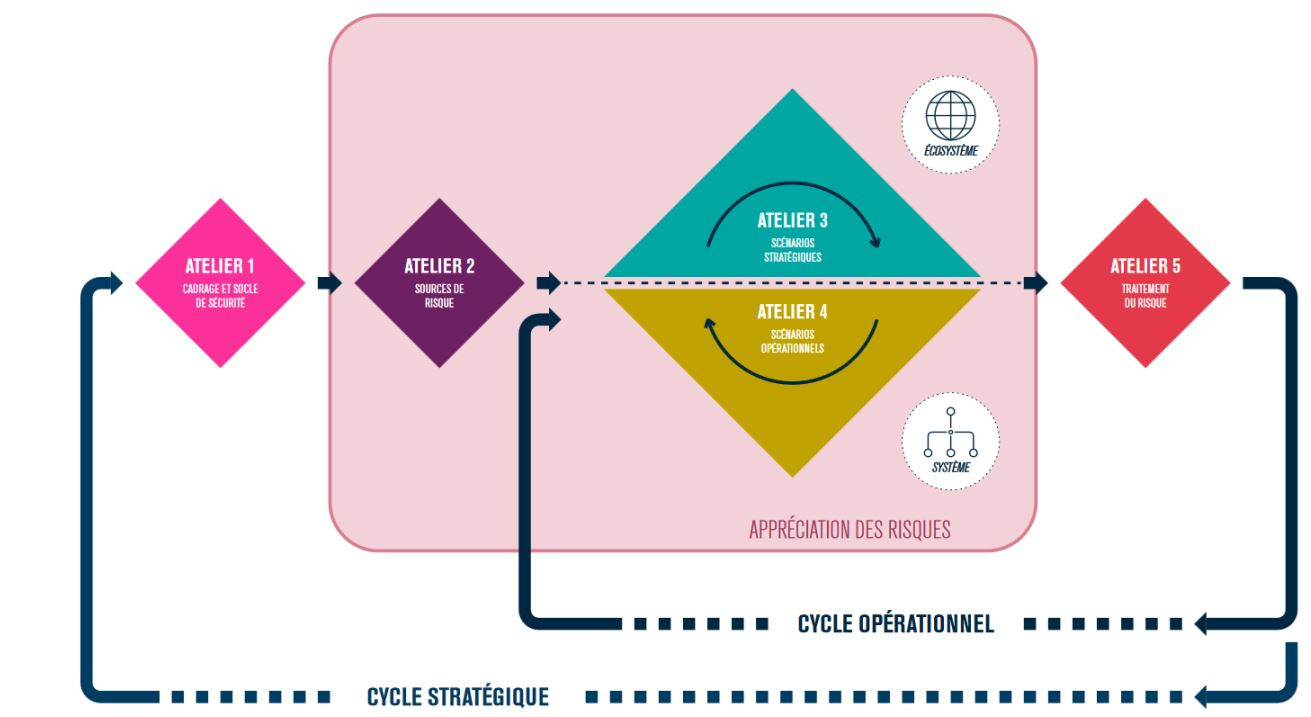 ATELIER 1
CADRAGE ET SOCLE
DE SÉCURITÉ
ATELIER 2
SOURCES DE
RISQUE
ATELIER 3
SCÉNARIOS
STRATÉGIQUES
ATELIER 4
SCÉNARIOS
OPÉRATIONNELS
ÉCOSYSTÈME
SYSTÈME
ATELIER 5
TRAITEMENT
DU RISQUE
APPRÉCIATION DES RISQUES
CYCLE OPÉRATIONNEL
CYCLE STRATÉGIQUE